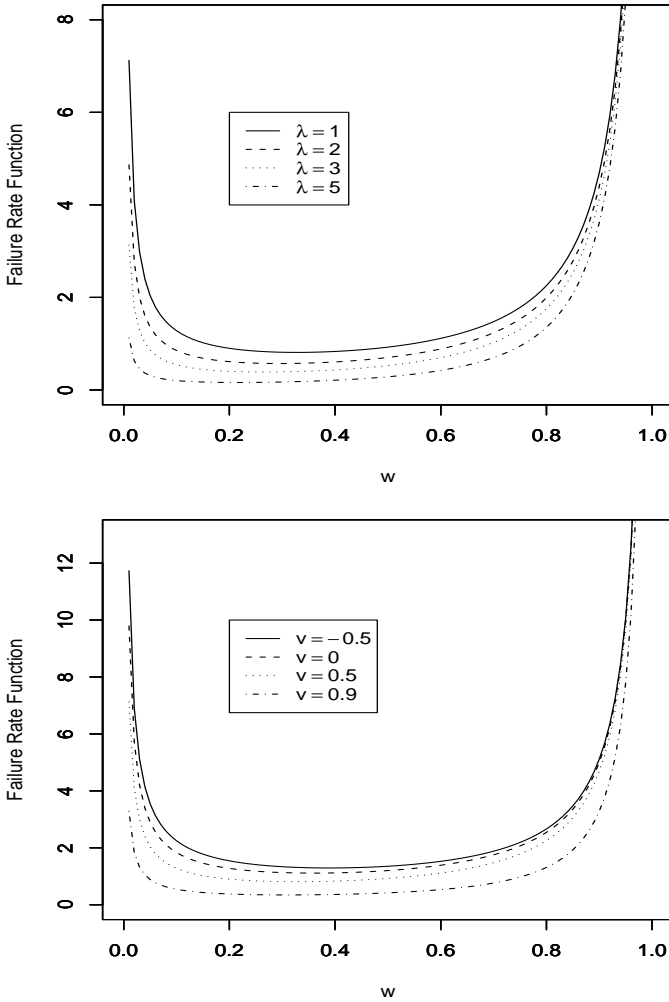 8
6
4
2
0
Failure Rate Function
λ = 1
λ = 2
λ = 3
λ = 5
0.0 0.2 0.4 0.6 0.8 1.0
w
12
10
8
6
4
2
0
Failure Rate Function
v = −0.5
v = 0
v = 0.5
v = 0.9
0.0 0.2 0.4 0.6 0.8 1.0
w